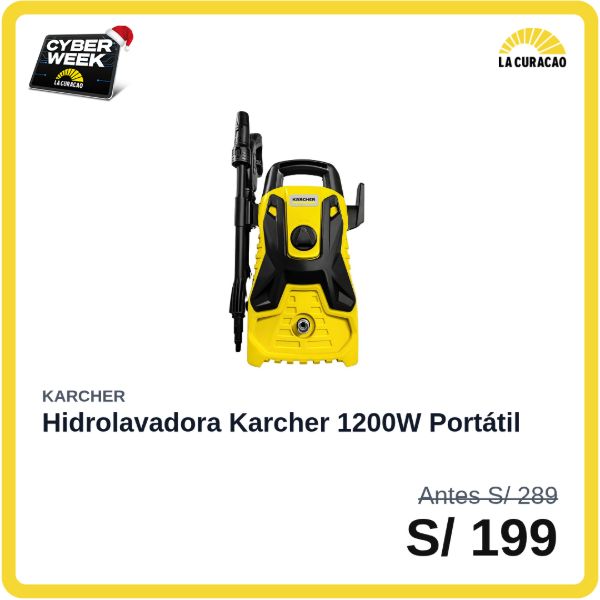 CYBER
WEEK
LA CURACAO
LA CURACAO
KARCHER
KARCHER
Hidrolavadora Karcher 1200W Portátil
Antes S/ 289
S/ 199